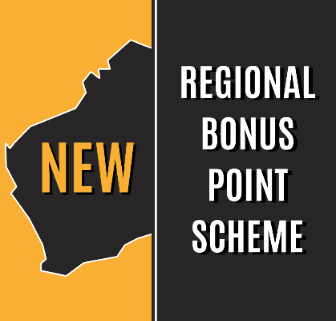 NEW
REGIONAL
BONUS
POINT
SCHEME